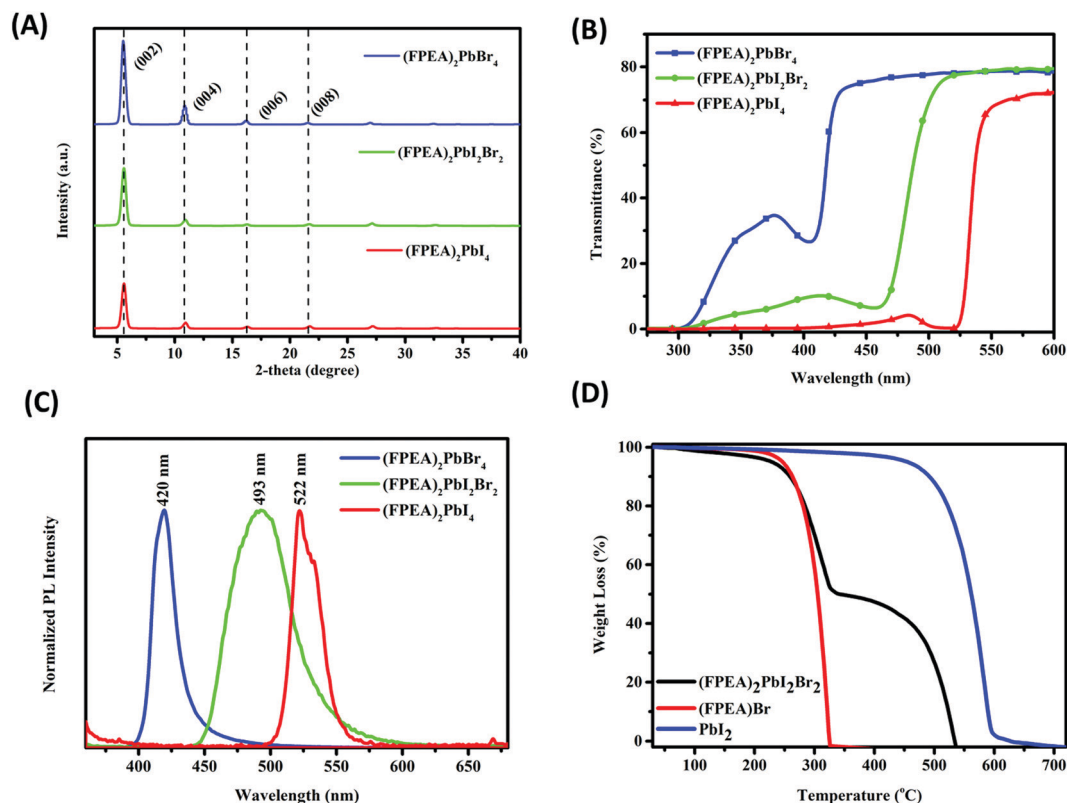 (A)
(002)
(004)
(006)
(008)
(FPEA)₂PbBr₄
(FPEA)₂PbI₂Br₂
(FPEA)₂PbI₄
Intensity (a.u.)
5 10 15 20 25 30 35 40
2-theta (degree)
(B)
(FPEA)₂PbBr₄
(FPEA)₂PbI₂Br₂
(FPEA)₂PbI₄
Transmittance (%)
80
60
40
20
0
300 350 400 450 500 550 600
Wavelength (nm)
(C)
420 nm
493 nm
522 nm
(FPEA)₂PbBr₄
(FPEA)₂PbI₂Br₂
(FPEA)₂PbI₄
Normalized PL Intensity
400 450 500 550 600 650
Wavelength (nm)
(D)
Weight Loss (%)
100
80
60
40
20
0
(FPEA)₂PbI₂Br₂
(FPEA)Br
PbI₂
100 200 300 400 500 600 700
Temperature (°C)